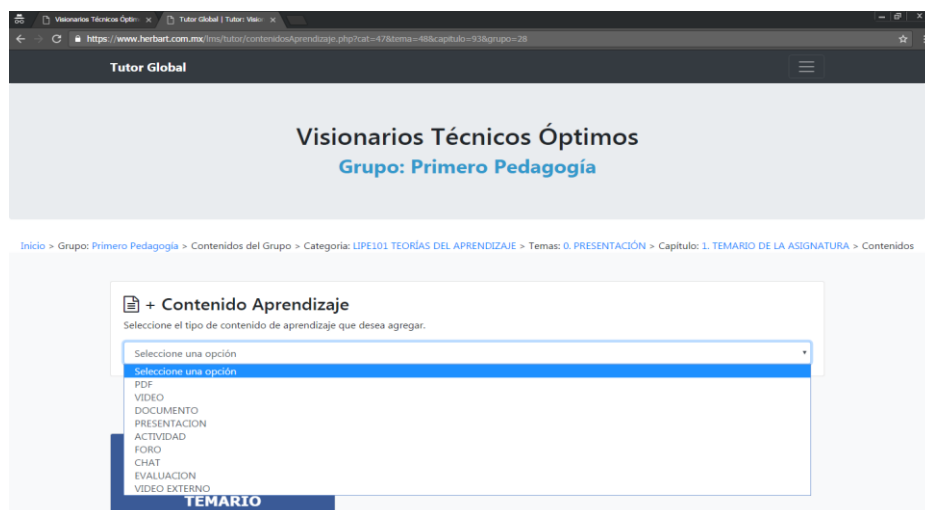 Visionarios Técnicos Óptim
Tutor Global | Tutor: Vision
https://www.herbart.com.mx/lms/tutor/contenidosAprendizaje.php?cat=47&tema=48&capitulo=93&grupo=28
Tutor Global
Visionarios Técnicos Óptimos
Grupo: Primero Pedagogía
Inicio > Grupo: Primero Pedagogía > Contenidos del Grupo > Categoria: LIPE101 TEORÍAS DEL APRENDIZAJE > Temas: 0. PRESENTACIÓN > Capítulo: 1. TEMARIO DE LA ASIGNATURA > Contenidos
+ Contenido Aprendizaje
Seleccione el tipo de contenido de aprendizaje que desea agregar.
Seleccione una opción
Seleccione una opción
PDF
VIDEO
DOCUMENTO
PRESENTACION
ACTIVIDAD
FORO
CHAT
EVALUACION
VIDEO EXTERNO
TEMARIO